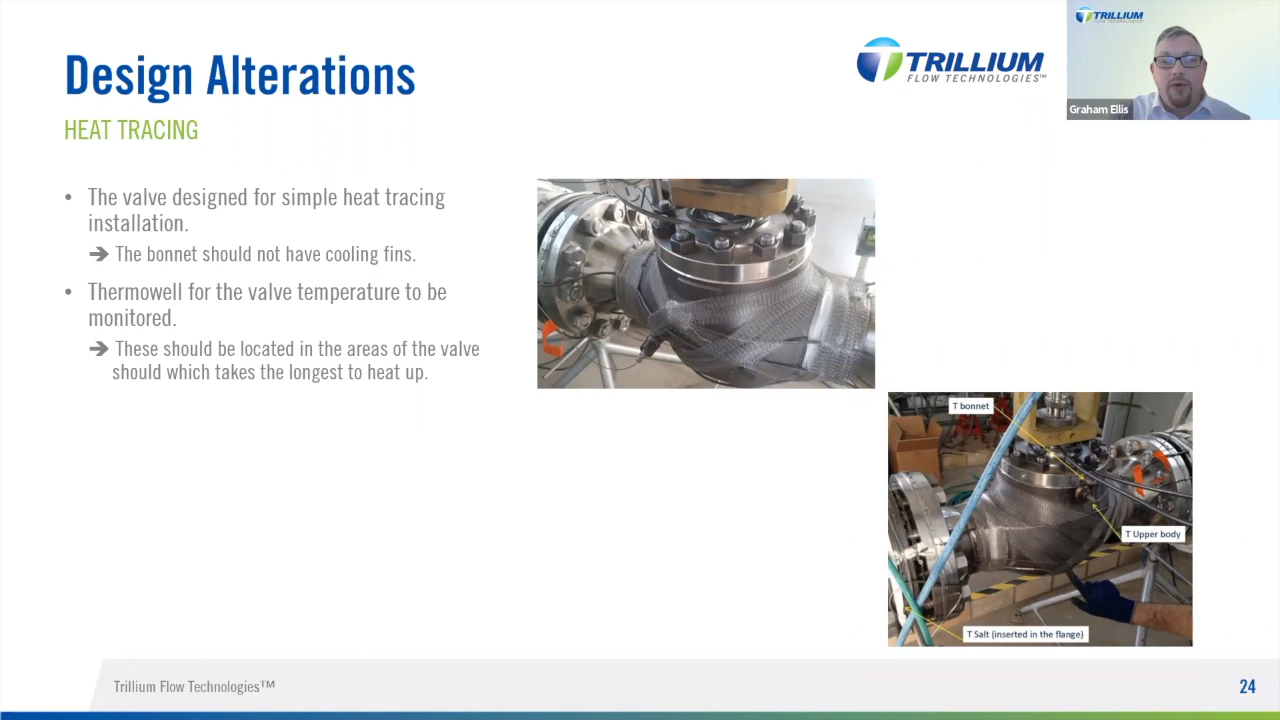 Design Alterations
HEAT TRACING
TRILLIUM
FLOW TECHNOLOGIES™
TRILLIUM
FLOW TECHNOLOGIES
Graham Ellis
• The valve designed for simple heat tracing
installation.
➔ The bonnet should not have cooling fins.
• Thermowell for the valve temperature to be
monitored.
➔ These should be located in the areas of the valve
should which takes the longest to heat up.
T bonnet
T Upper body
T Salt (inserted in the flange)
Trillium Flow Technologies™
24